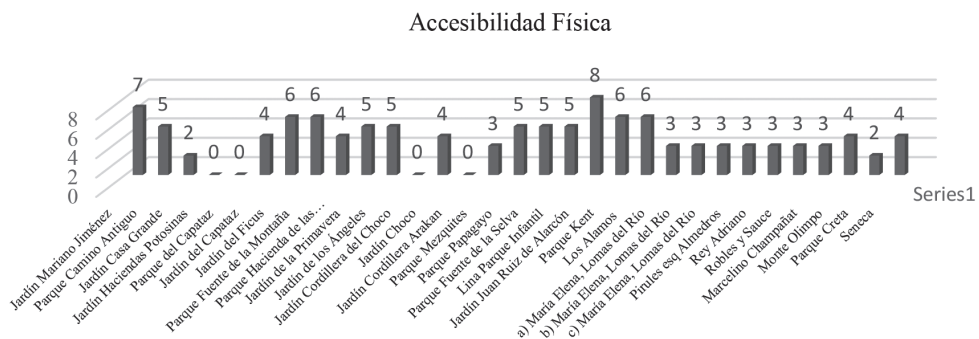 Accesibilidad Física
7
5
2
0
0
4
6
6
4
5
5
0
4
0
3
5
5
5
8
6
6
3
3
3
3
3
3
3
4
2
4
8
6
4
2
0
Series1
Jardín Mariano Jiménez
Parque Camino Antiguo
Jardín Casa Grande
Jardín Haciendas Potosinas
Parque del Capataz
Jardín del Capataz
Jardín del Ficus
Parque Fuente de la Montaña
Parque Hacienda de las…
Jardín de la Primavera
Jardín de los Ángeles
Jardín Cordillera del Choco
Jardín Choco
Jardín Cordillera Arakan
Parque Mezquites
Parque Papagayo
Parque Fuente de la Selva
Lina Parque Infantil
Jardín Juan Ruiz de Alarcón
Parque Kent
Los Alamos
a) María Elena, Lomas del Río
b) María Elena, Lomas del Río
c) María Elena, Lomas del Río
Pirules esq Almedros
Rey Adriano
Robles y Sauce
Marcelino Champañat
Monte Olimpo
Parque Creta
Seneca